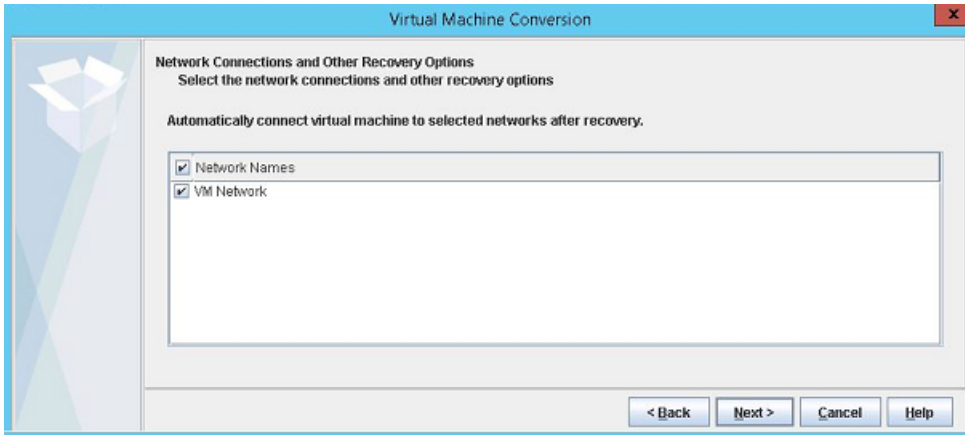 Virtual Machine Conversion
x
Network Connections and Other Recovery Options
Select the network connections and other recovery options
Automatically connect virtual machine to selected networks after recovery.
Network Names
VM Network
< Back Next > Cancel Help